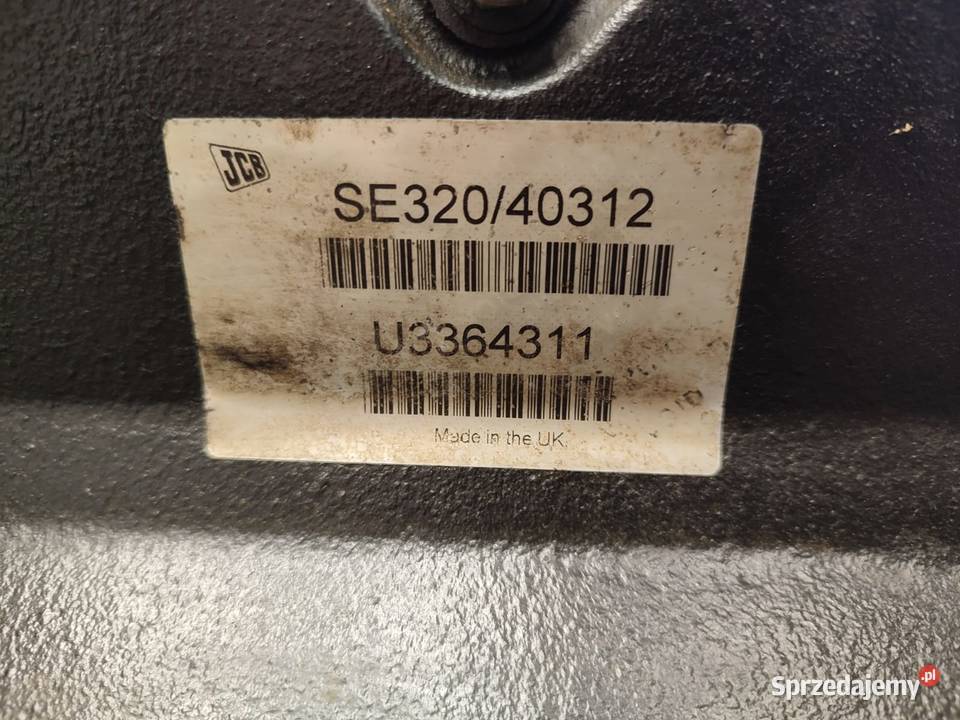 JCB
SE320/40312
U3364311
Made in the UK.
Sprzedajemy.pl